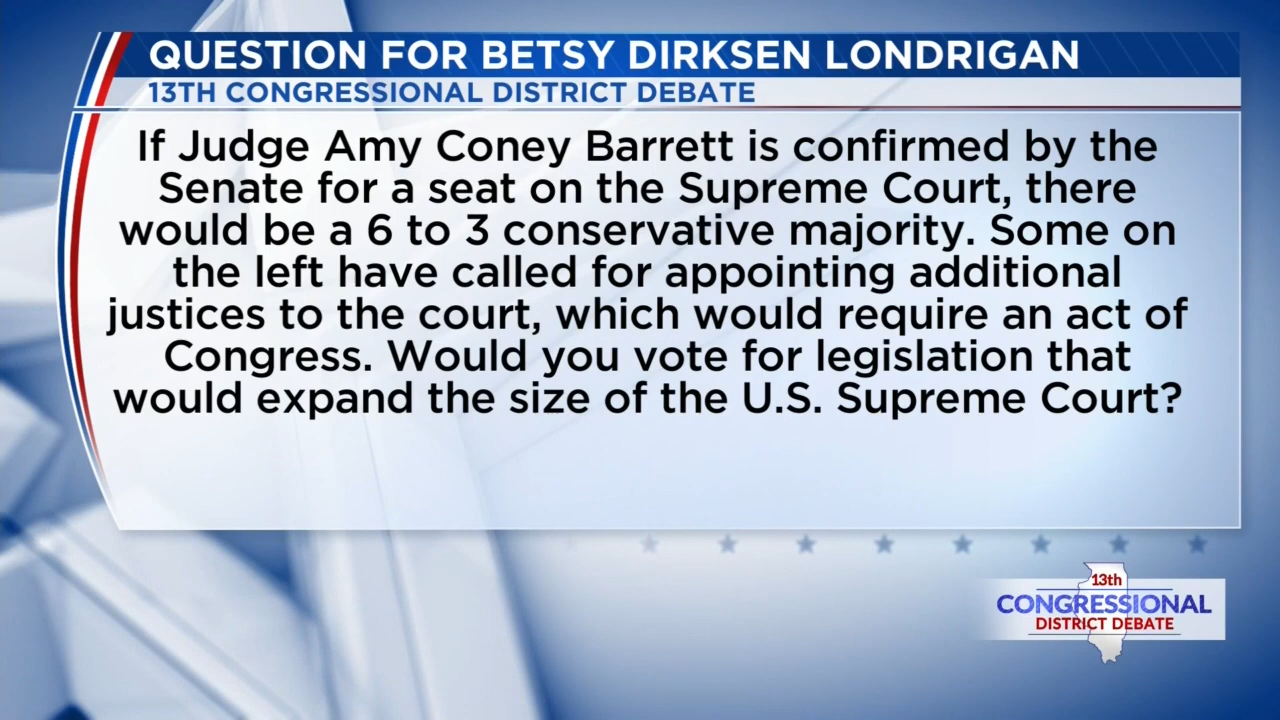 QUESTION FOR BETSY DIRKSEN LONDRIGAN
13TH CONGRESSIONAL DISTRICT DEBATE
If Judge Amy Coney Barrett is confirmed by the
Senate for a seat on the Supreme Court, there
would be a 6 to 3 conservative majority. Some on
the left have called for appointing additional
justices to the court, which would require an act of
Congress. Would you vote for legislation that
would expand the size of the U.S. Supreme Court?
13th
CONGRESSIONAL
DISTRICT DEBATE